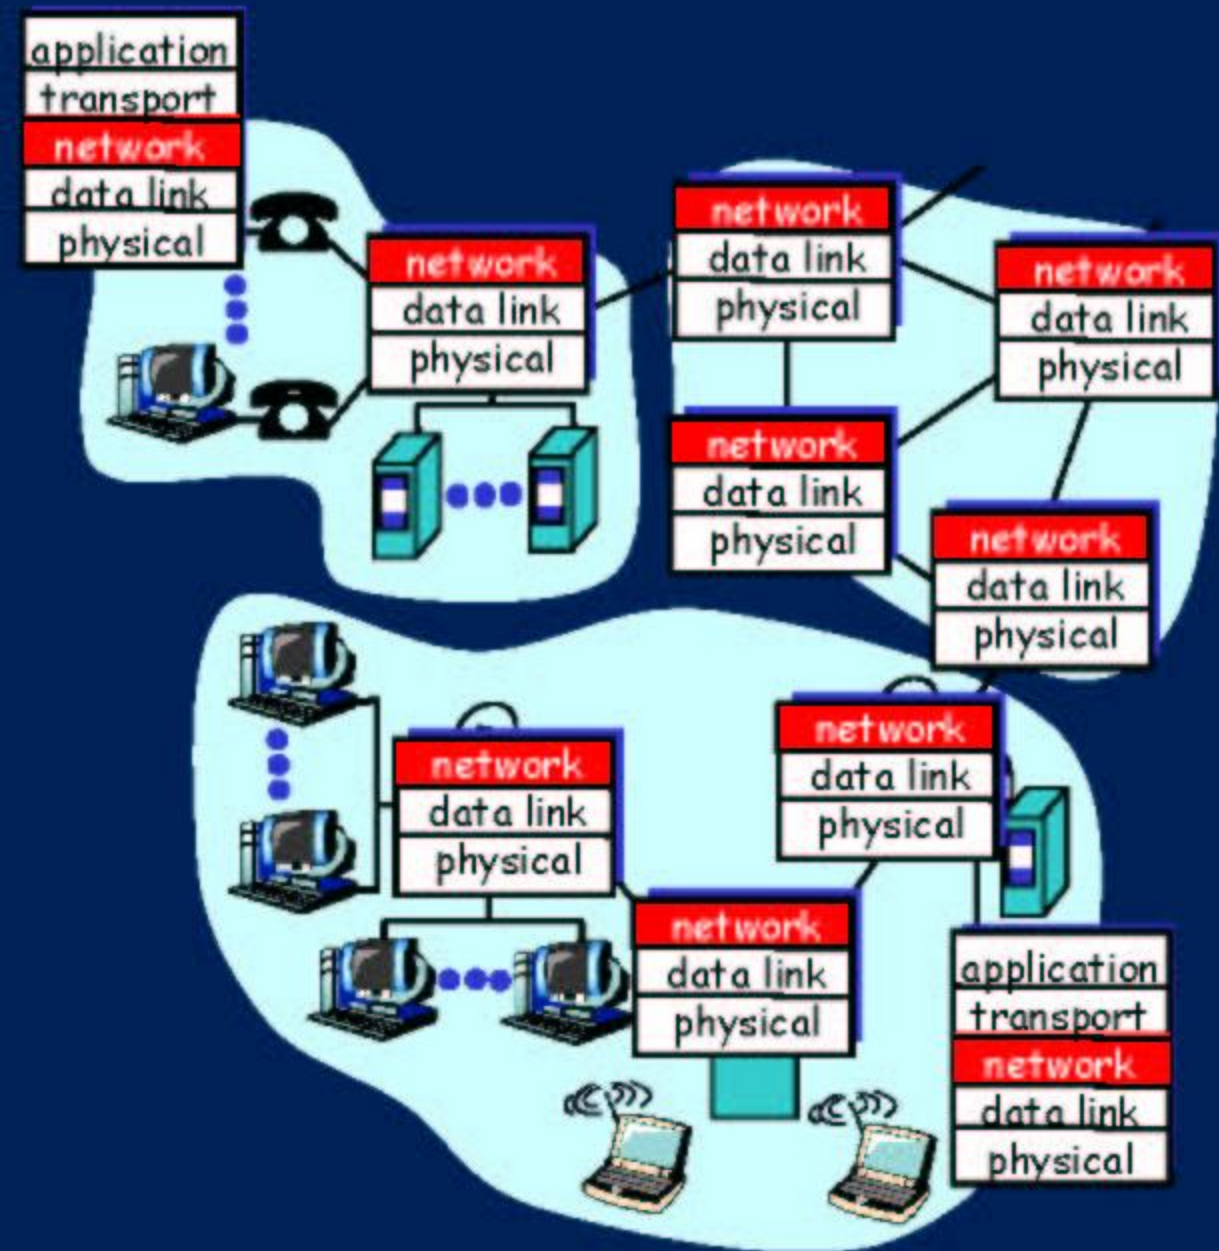 application
transport
network
data link
physical
network
data link
physical
network
data link
physical
network
data link
physical
network
data link
physical
network
data link
physical
network
data link
physical
network
data link
physical
network
data link
physical
application
transport
network
data link
physical